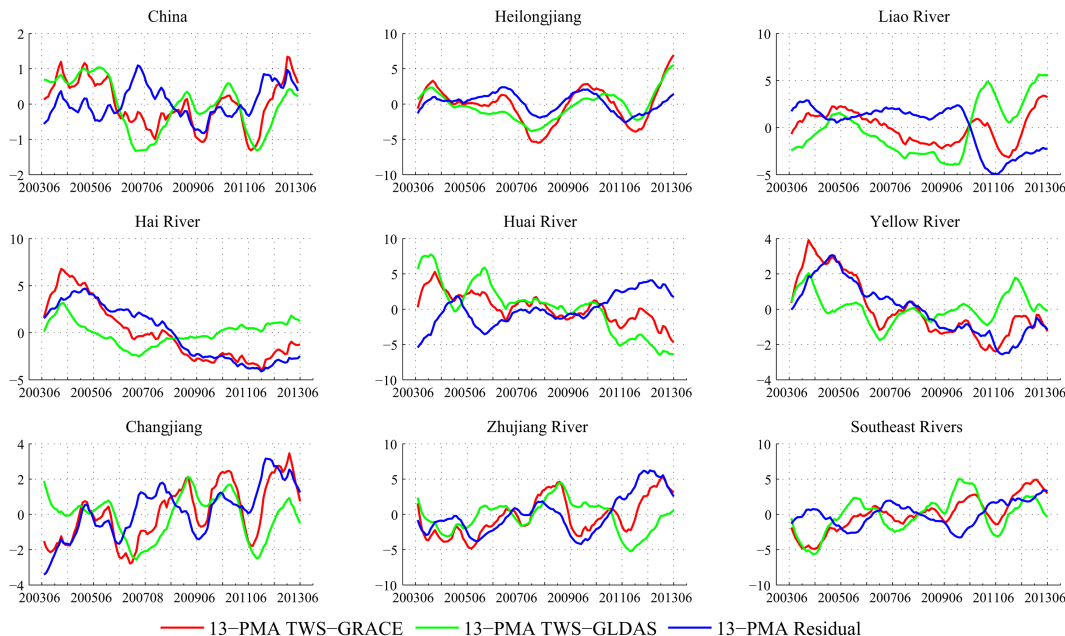 China Heilongjiang Liao River
2 10 10
1 5 5
0 0 0
−1 −5
−2 −10 −5
200306 200506 200706 200906 201106 201306 200306 200506 200706 200906 201106 201306 200306 200506 200706 200906 201106 201306
Hai River Huai River Yellow River
10 10 4
5 5 2
0 0 0
−5 −2
−5 −10 −4
200306 200506 200706 200906 201106 201306 200306 200506 200706 200906 201106 201306 200306 200506 200706 200906 201106 201306
Changjiang Zhujiang River Southeast Rivers
4 10 10
2 5 5
0 0 0
−2 −5 −5
−4 −10 −10
200306 200506 200708 200906 201106 201306 200306 200506 200706 200906 201106 201306 200306 200506 200706 200906 201106 201306
13−PMA TWS−GRACE 13−PMA TWS−GLDAS 13−PMA Residual